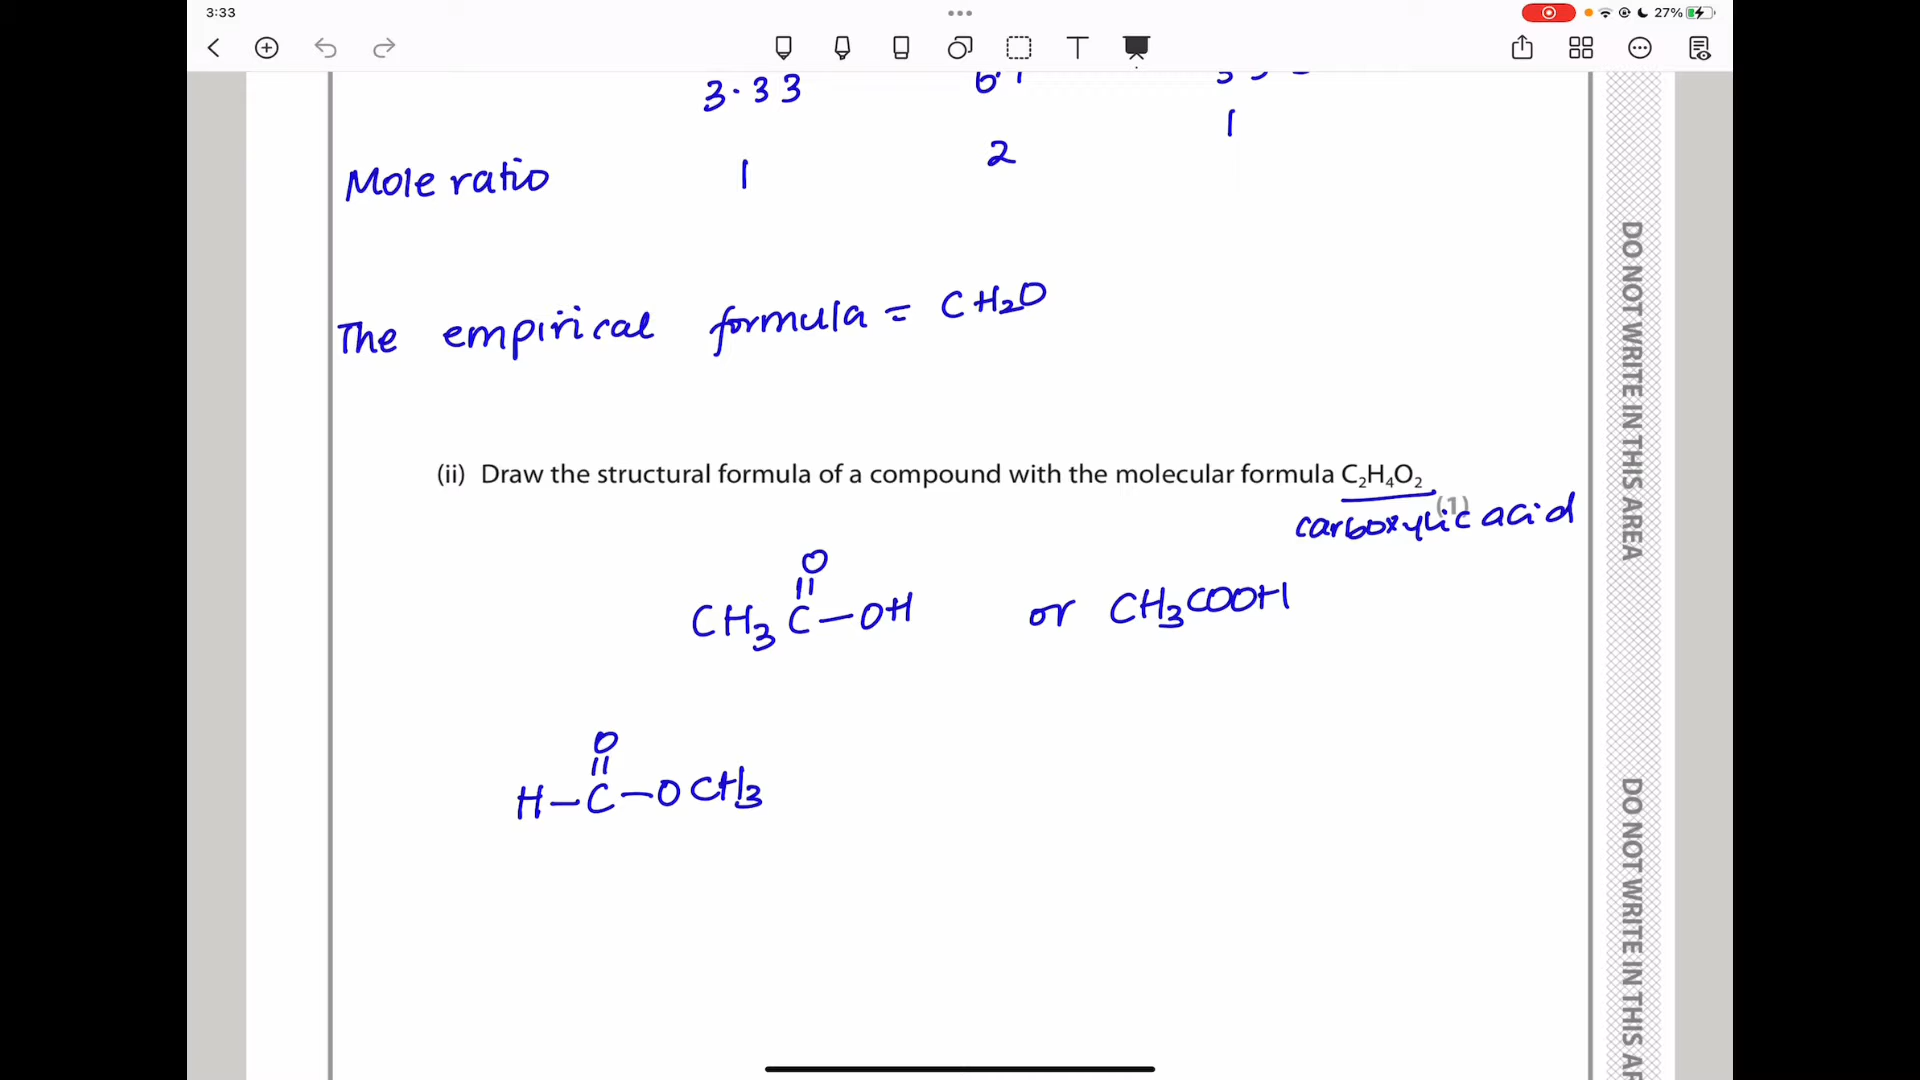 3:33
27%
3.33
1
Mole ratio 1 2
The empirical formula = CH₂O
(ii) Draw the structural formula of a compound with the molecular formula C₂H₄O₂
(1)
carboxylic acid
O
CH₃ C—OH or CH₃COOH
O
H—C—OCH₃
DO NOT WRITE IN THIS AREA
DO NOT WRITE IN THIS AR